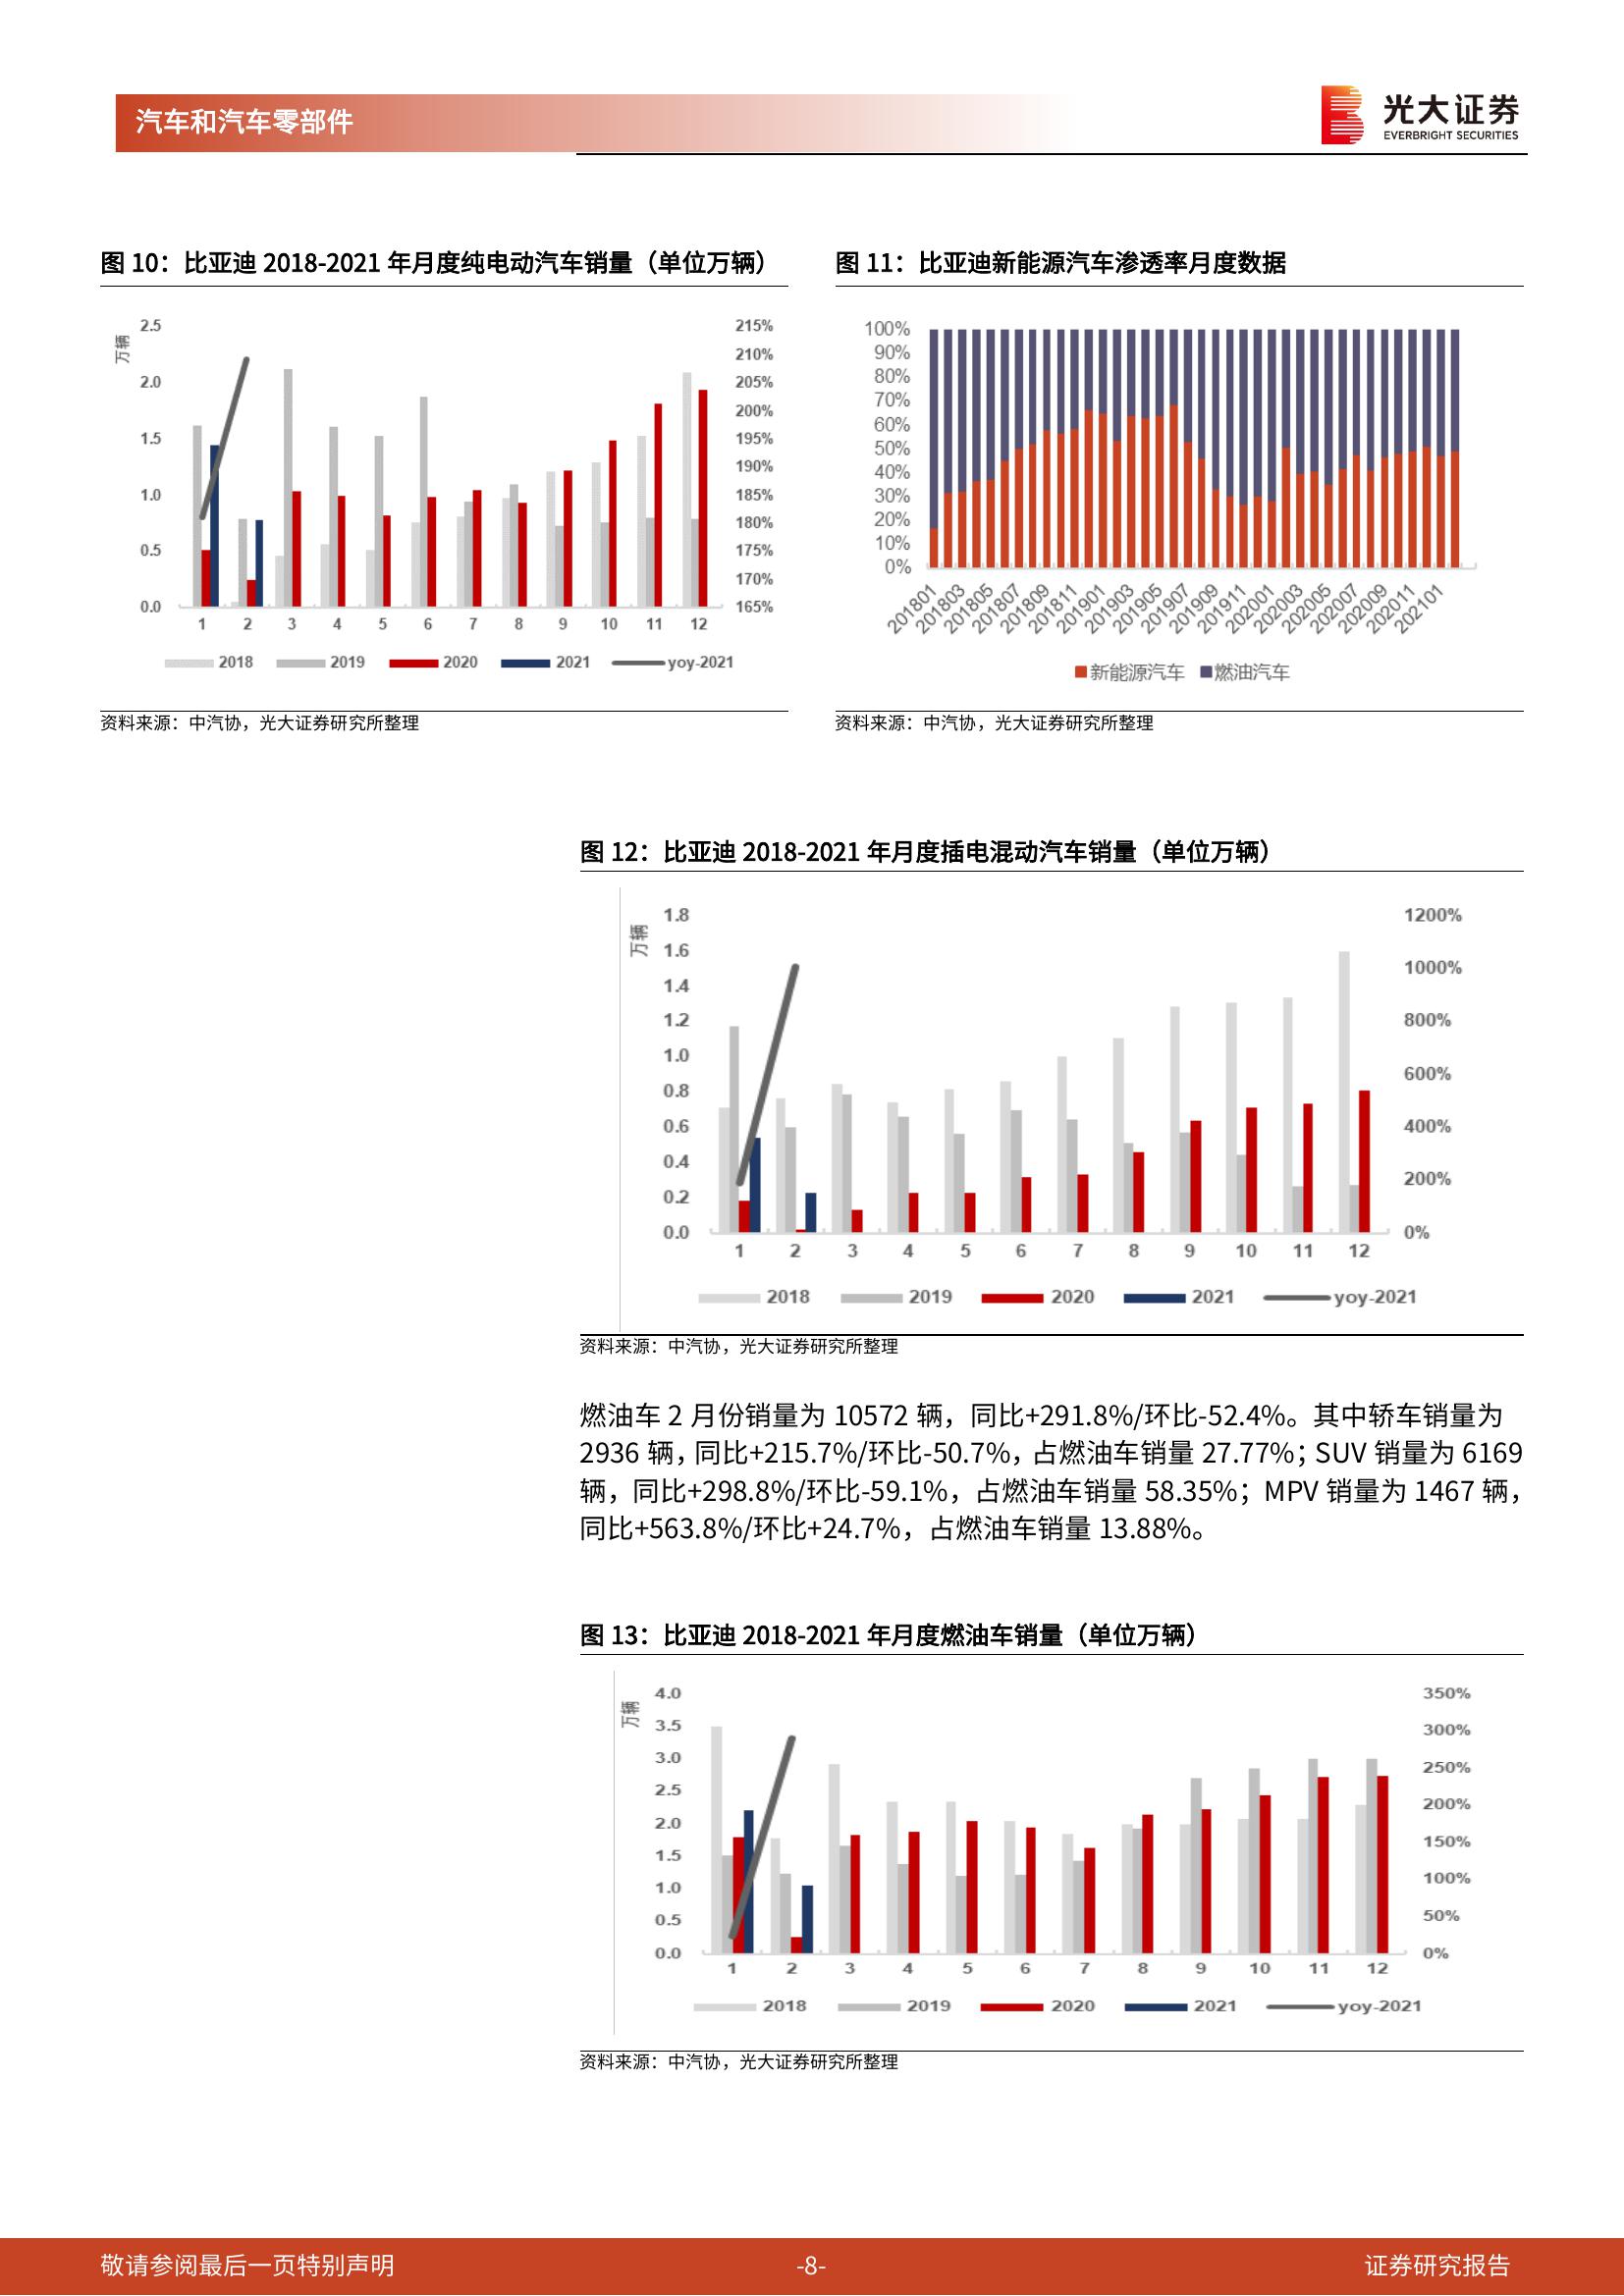 汽车和汽车零部件
光大证券
EVERBRIGHT SECURITIES
图 10：比亚迪 2018-2021 年月度纯电动汽车销量（单位万辆）
万辆
2.5
2.0
1.5
1.0
0.5
0.0
215%
210%
205%
200%
195%
190%
185%
180%
175%
170%
165%
1 2 3 4 5 6 7 8 9 10 11 12
2018 2019 2020 2021 yoy-2021
资料来源：中汽协，光大证券研究所整理
图 11：比亚迪新能源汽车渗透率月度数据
100%
90%
80%
70%
60%
50%
40%
30%
20%
10%
0%
201801 201803 201805 201807 201809 201811 201901 201903 201905 201907 201909 201911 202001 202003 202005 202007 202009 202011 202101
新能源汽车 燃油汽车
资料来源：中汽协，光大证券研究所整理
图 12：比亚迪 2018-2021 年月度插电混动汽车销量（单位万辆）
万辆
1.8
1.6
1.4
1.2
1.0
0.8
0.6
0.4
0.2
0.0
1200%
1000%
800%
600%
400%
200%
0%
1 2 3 4 5 6 7 8 9 10 11 12
2018 2019 2020 2021 yoy-2021
资料来源：中汽协，光大证券研究所整理
燃油车 2 月份销量为 10572 辆，同比+291.8%/环比-52.4%。其中轿车销量为
2936 辆，同比+215.7%/环比-50.7%，占燃油车销量 27.77%；SUV 销量为 6169
辆，同比+298.8%/环比-59.1%，占燃油车销量 58.35%；MPV 销量为 1467 辆，
同比+563.8%/环比+24.7%，占燃油车销量 13.88%。
图 13：比亚迪 2018-2021 年月度燃油车销量（单位万辆）
万辆
4.0
3.5
3.0
2.5
2.0
1.5
1.0
0.5
0.0
350%
300%
250%
200%
150%
100%
50%
0%
1 2 3 4 5 6 7 8 9 10 11 12
2018 2019 2020 2021 yoy-2021
资料来源：中汽协，光大证券研究所整理
敬请参阅最后一页特别声明 -8- 证券研究报告